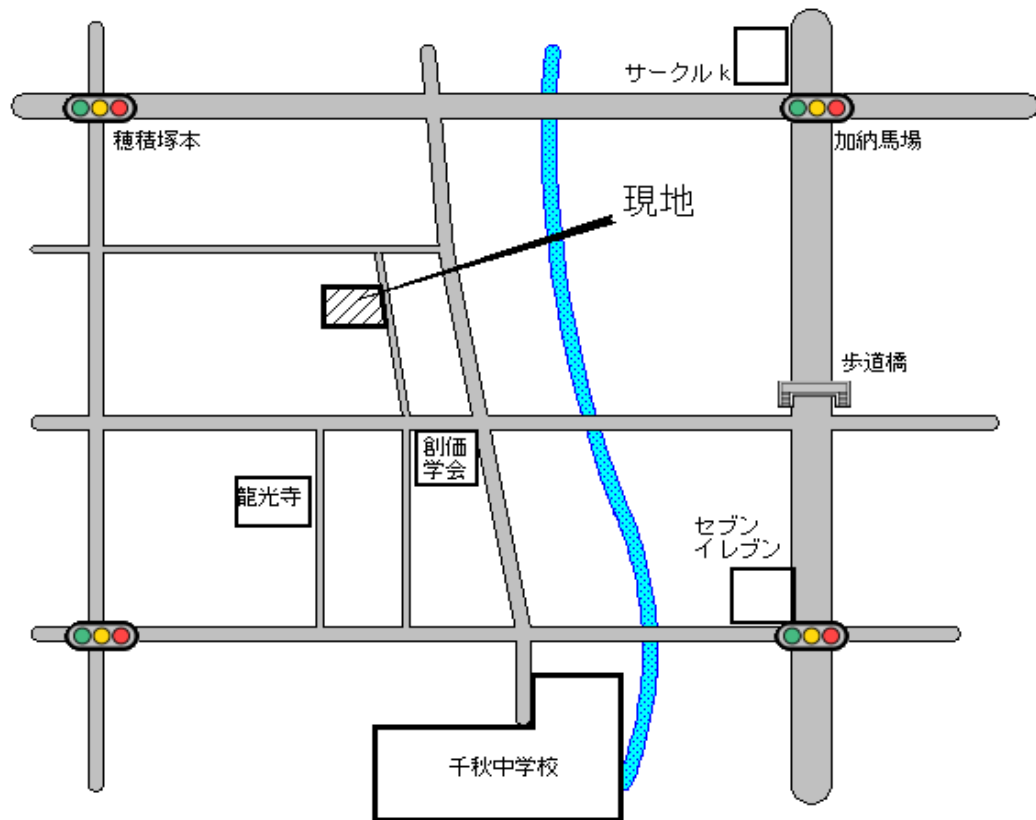 サークルk
穂積塚本
加納馬場
現地
歩道橋
創価
学会
龍光寺
セブン
イレブン
千秋中学校